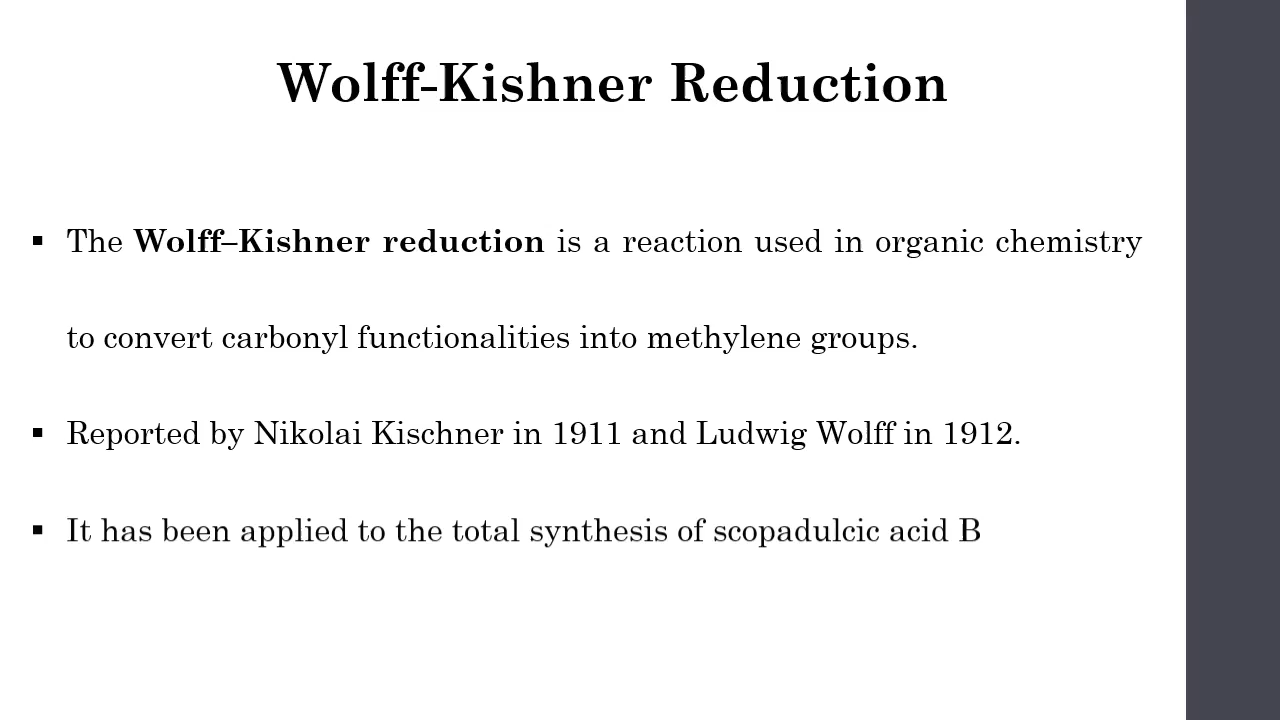 Wolff-Kishner Reduction
▪ The Wolff–Kishner reduction is a reaction used in organic chemistry
to convert carbonyl functionalities into methylene groups.
▪ Reported by Nikolai Kischner in 1911 and Ludwig Wolff in 1912.
▪ It has been applied to the total synthesis of scopadulcic acid B